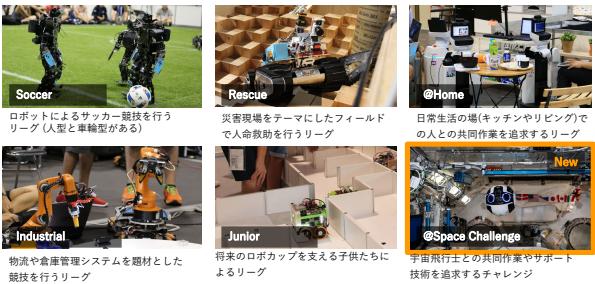 Soccer
ロボットによるサッカー競技を行う
リーグ (人型と車輪型がある)
Rescue
災害現場をテーマにしたフィールド
で人命救助を行うリーグ
@Home
日常生活の場(キッチンやリビング)で
の人との共同作業を追求するリーグ
Industrial
物流や倉庫管理システムを題材とした
競技を行うリーグ
Junior
将来のロボカップを支える子供たちに
よるリーグ
New
@Space Challenge
宇宙飛行士との共同作業やサポート
技術を追求するチャレンジ